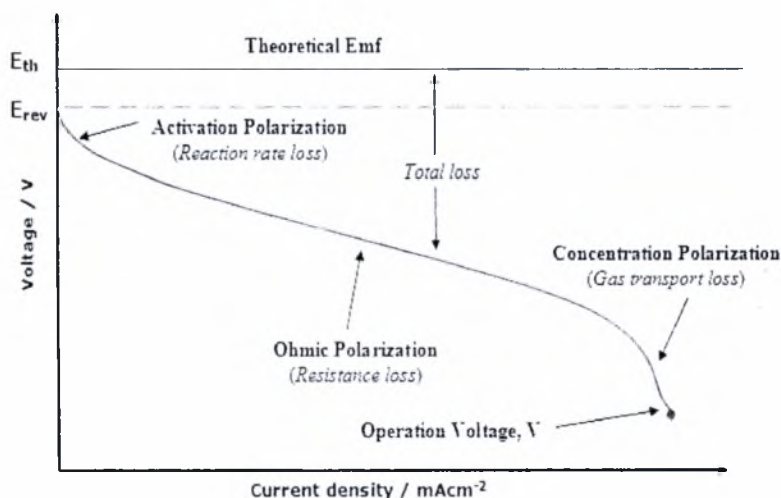 Theoretical Emf
Eth
Erev
Activation Polarization
(Reaction rate loss)
Total loss
Voltage / V
Concentration Polarization
(Gas transport loss)
Ohmic Polarization
(Resistance loss)
Operation Voltage, V
Current density / mAcm-2